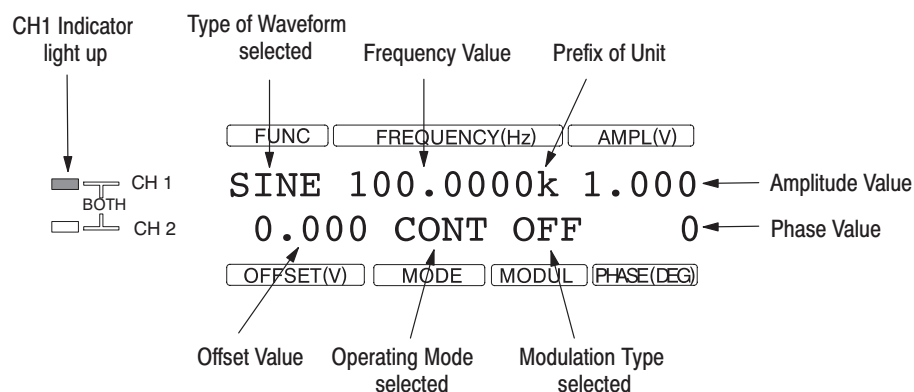 CH1 Indicator
light up
Type of Waveform
selected
Frequency Value
Prefix of Unit
FUNC FREQUENCY(Hz) AMPL(V)
CH 1
BOTH
CH 2
SINE 100.0000k 1.000
Amplitude Value
0.000 CONT OFF 0
Phase Value
OFFSET(V) MODE MODUL PHASE(DEG)
Offset Value
Operating Mode
selected
Modulation Type
selected